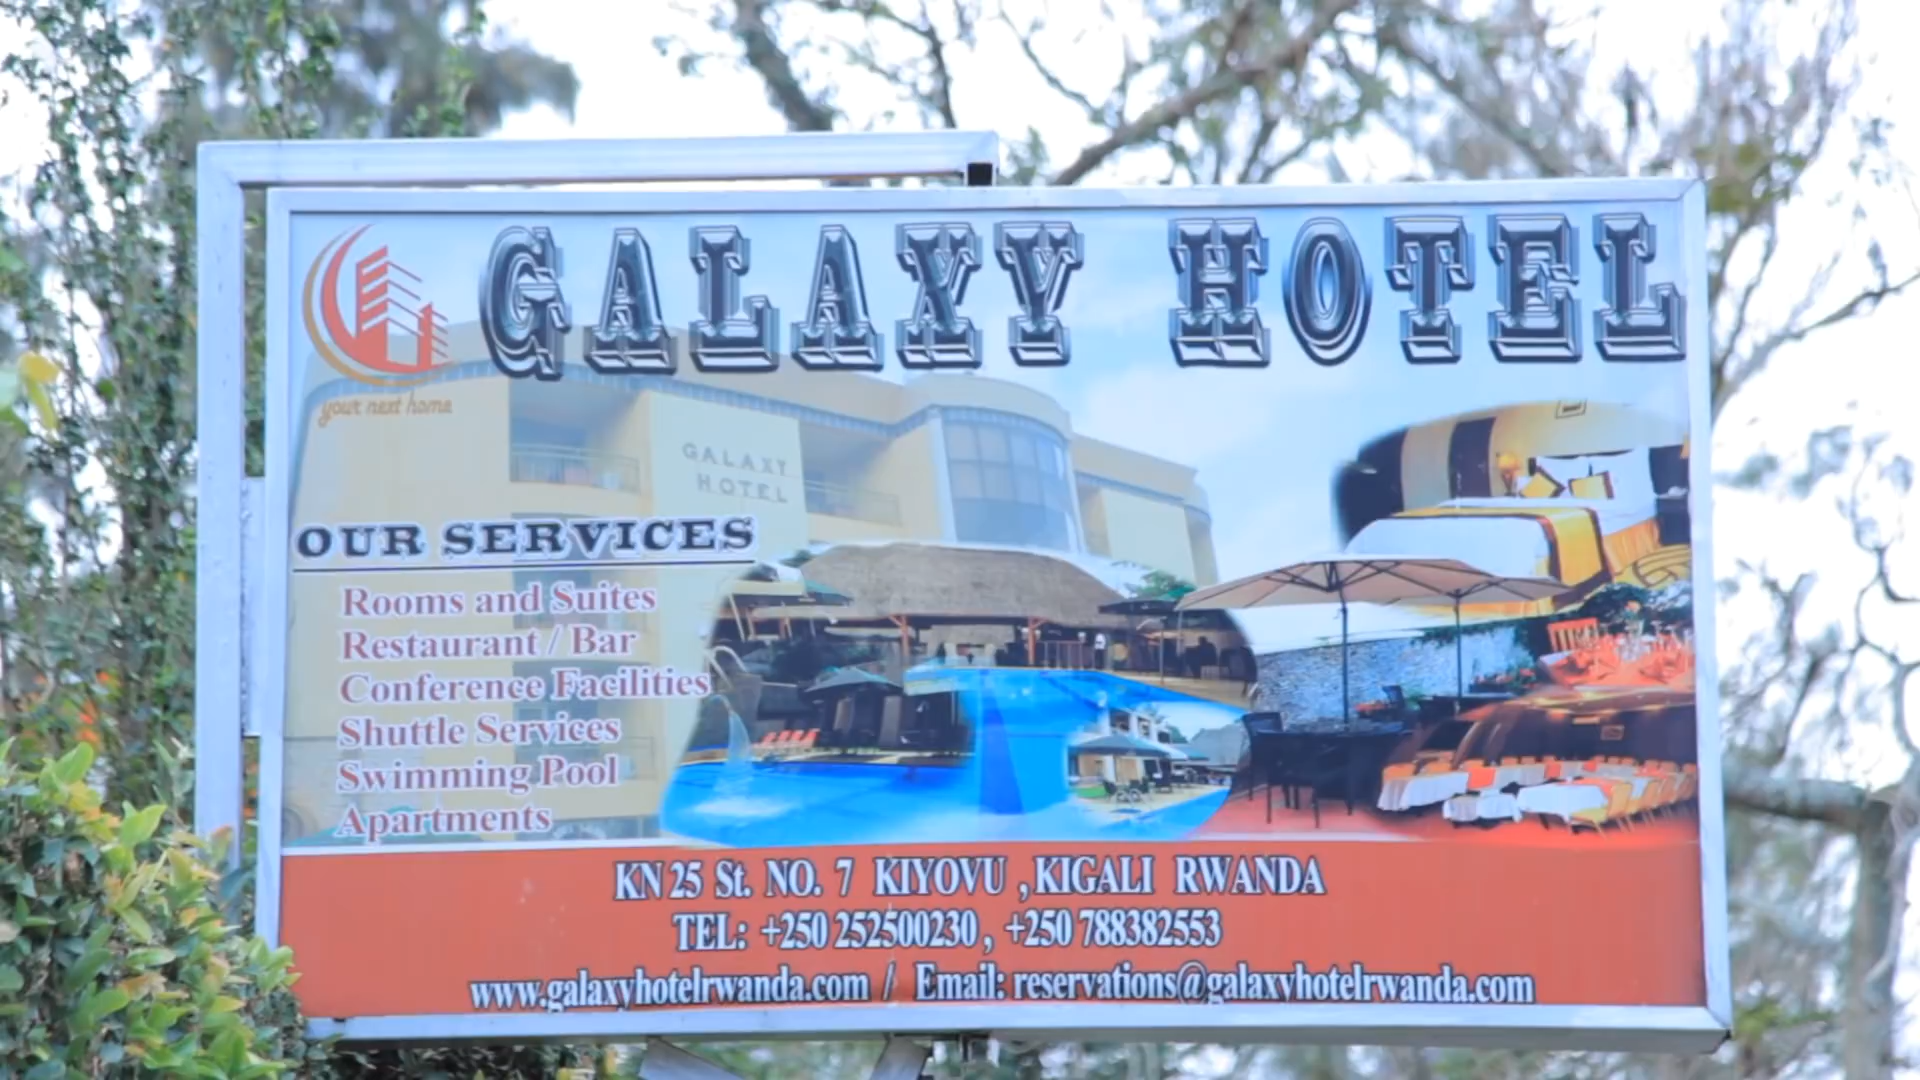 GALAXY HOTEL
your next home
GALAXY
HOTEL
OUR SERVICES
Rooms and Suites
Restaurant / Bar
Conference Facilities
Shuttle Services
Swimming Pool
Apartments
KN 25 St. NO. 7 KIYOVU , KIGALI RWANDA
TEL: +250 252500230 , +250 788382553
www.galaxyhotelrwanda.com / Email: reservations@galaxyhotelrwanda.com